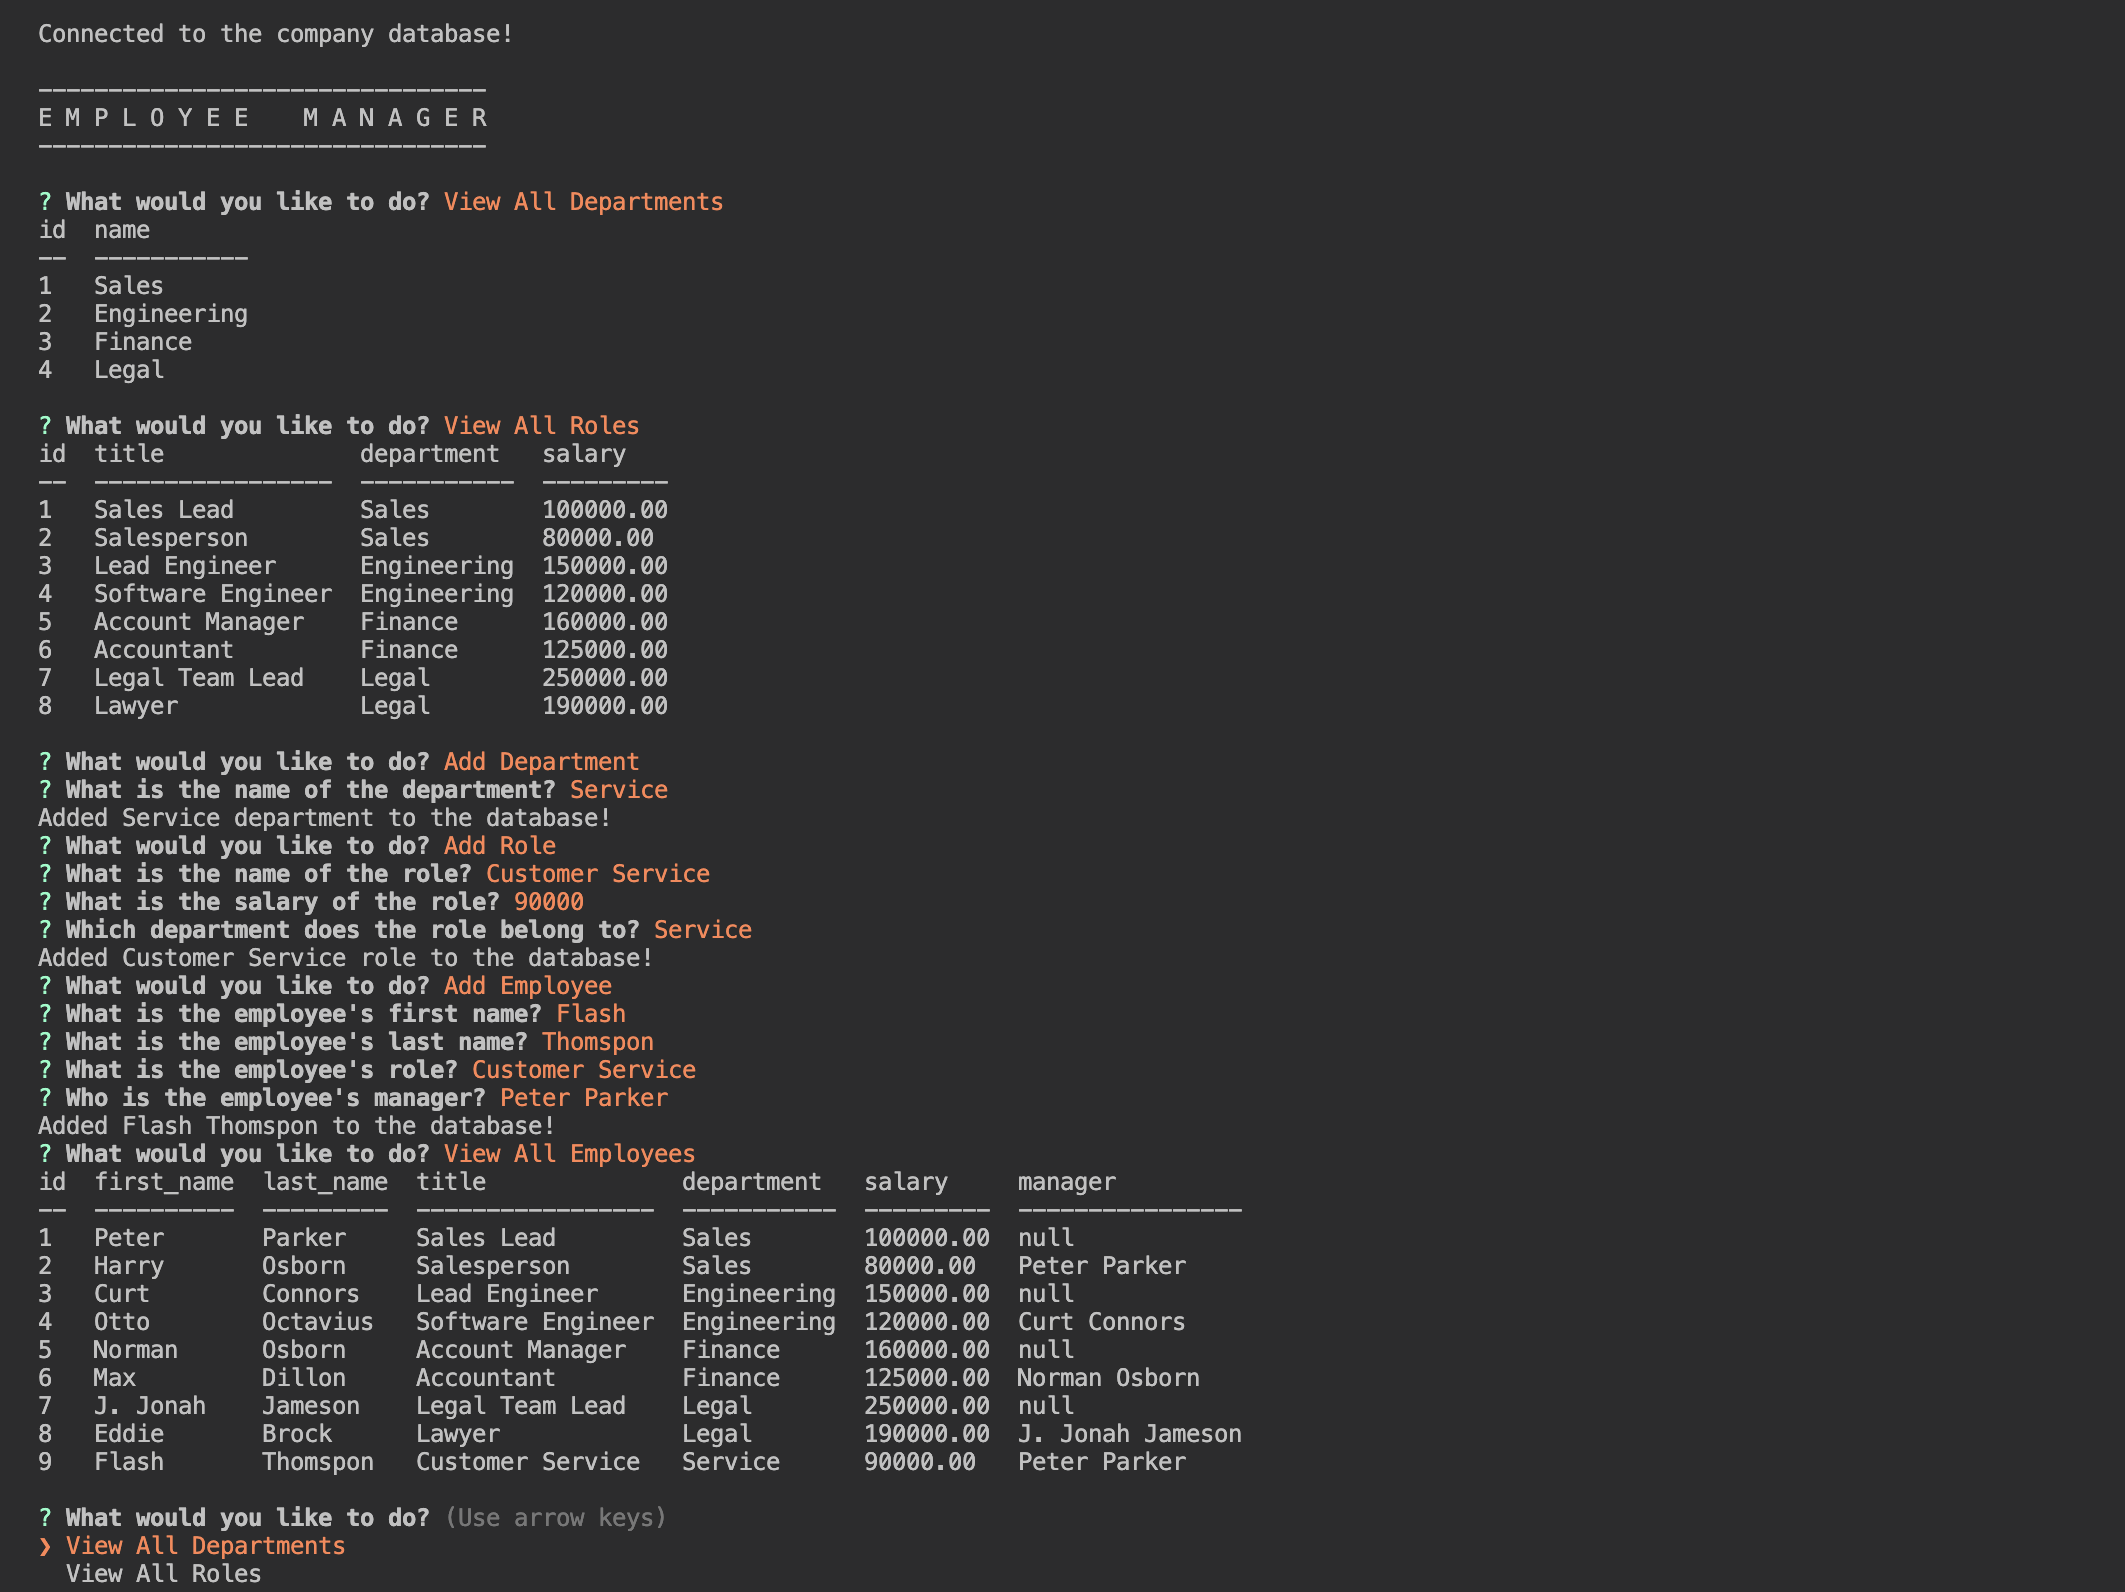 Connected to the company database!
--------------------------------
E M P L O Y E E   M A N A G E R
--------------------------------
? What would you like to do? View All Departments
id  name
--  -----------
1   Sales
2   Engineering
3   Finance
4   Legal
? What would you like to do? View All Roles
id  title              department   salary
--  -----------------  -----------  ---------
1   Sales Lead         Sales        100000.00
2   Salesperson        Sales        80000.00
3   Lead Engineer      Engineering  150000.00
4   Software Engineer  Engineering  120000.00
5   Account Manager    Finance      160000.00
6   Accountant         Finance      125000.00
7   Legal Team Lead    Legal        250000.00
8   Lawyer             Legal        190000.00
? What would you like to do? Add Department
? What is the name of the department? Service
Added Service department to the database!
? What would you like to do? Add Role
? What is the name of the role? Customer Service
? What is the salary of the role? 90000
? Which department does the role belong to? Service
Added Customer Service role to the database!
? What would you like to do? Add Employee
? What is the employee's first name? Flash
? What is the employee's last name? Thomspon
? What is the employee's role? Customer Service
? Who is the employee's manager? Peter Parker
Added Flash Thomspon to the database!
? What would you like to do? View All Employees
id  first_name  last_name  title              department   salary     manager
--  ----------  ---------  -----------------  -----------  ---------  ----------------
1   Peter       Parker     Sales Lead         Sales        100000.00  null
2   Harry       Osborn     Salesperson        Sales        80000.00   Peter Parker
3   Curt        Connors    Lead Engineer      Engineering  150000.00  null
4   Otto        Octavius   Software Engineer  Engineering  120000.00  Curt Connors
5   Norman      Osborn     Account Manager    Finance      160000.00  null
6   Max         Dillon     Accountant         Finance      125000.00  Norman Osborn
7   J. Jonah    Jameson    Legal Team Lead    Legal        250000.00  null
8   Eddie       Brock      Lawyer             Legal        190000.00  J. Jonah Jameson
9   Flash       Thomspon   Customer Service   Service      90000.00   Peter Parker
? What would you like to do? (Use arrow keys)
❯ View All Departments
  View All Roles